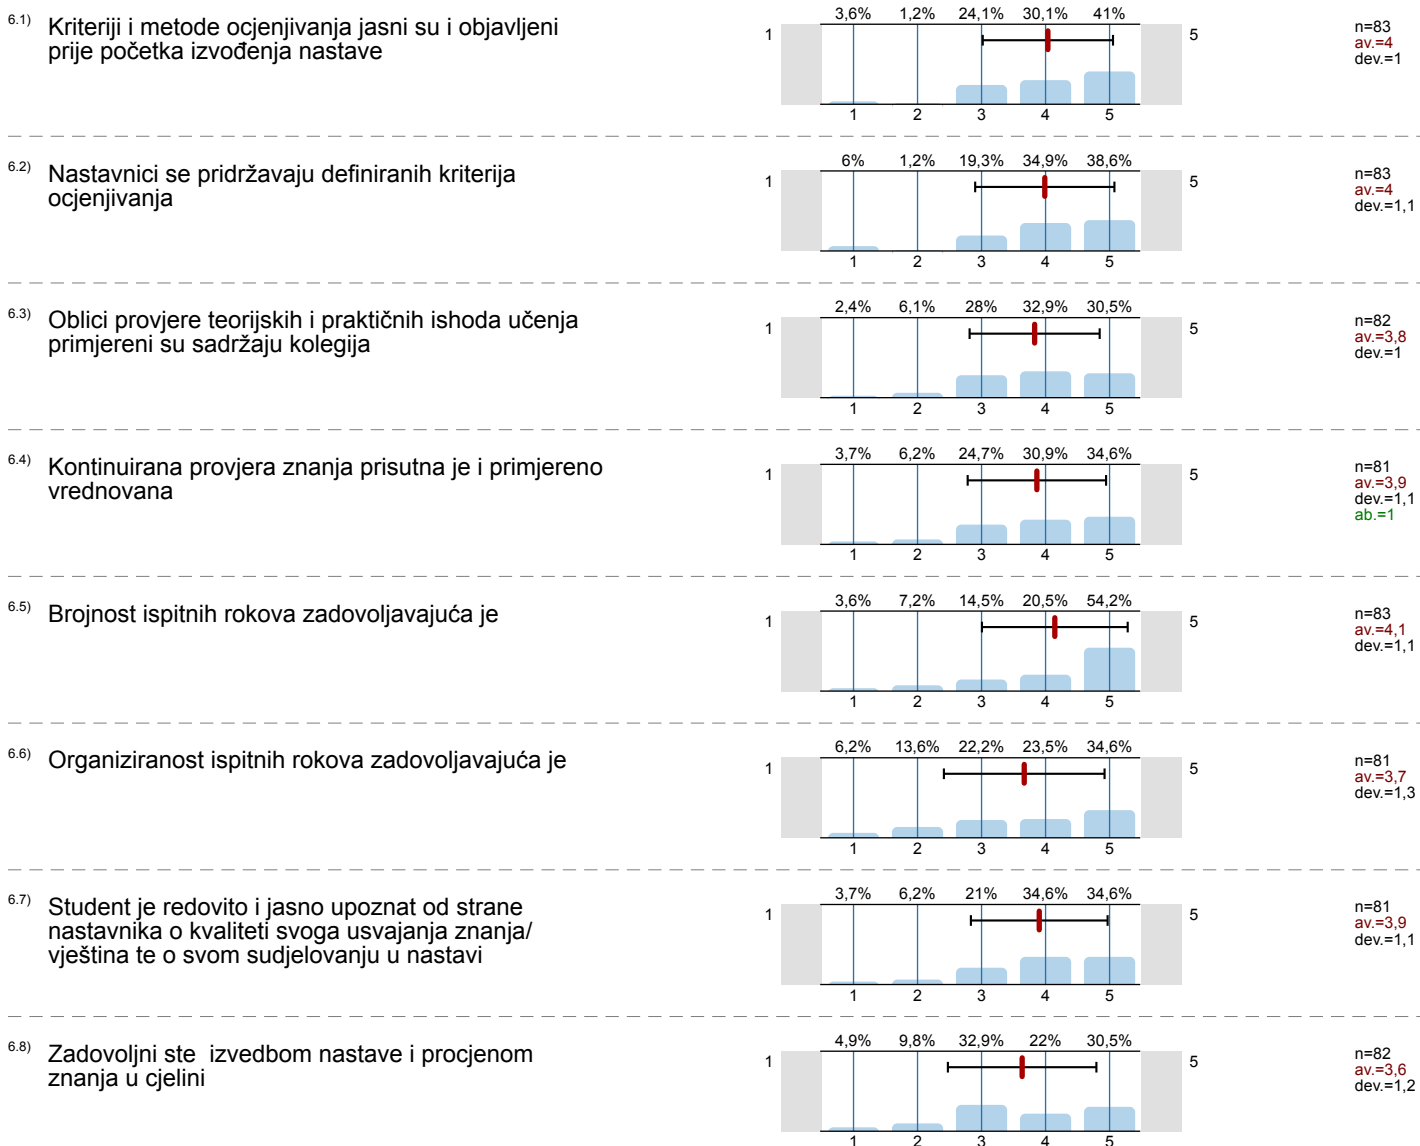 6.1) Kriteriji i metode ocjenjivanja jasni su i objavljeni
prije početka izvođenja nastave
3,6% 1,2% 24,1% 30,1% 41%
1 5
1 2 3 4 5
n=83
av.=4
dev.=1
6.2) Nastavnici se pridržavaju definiranih kriterija
ocjenjivanja
6% 1,2% 19,3% 34,9% 38,6%
1 5
1 2 3 4 5
n=83
av.=4
dev.=1,1
6.3) Oblici provjere teorijskih i praktičnih ishoda učenja
primjereni su sadržaju kolegija
2,4% 6,1% 28% 32,9% 30,5%
1 5
1 2 3 4 5
n=82
av.=3,8
dev.=1
6.4) Kontinuirana provjera znanja prisutna je i primjereno
vrednovana
3,7% 6,2% 24,7% 30,9% 34,6%
1 5
1 2 3 4 5
n=81
av.=3,9
dev.=1,1
ab.=1
6.5) Brojnost ispitnih rokova zadovoljavajuća je
3,6% 7,2% 14,5% 20,5% 54,2%
1 5
1 2 3 4 5
n=83
av.=4,1
dev.=1,1
6.6) Organiziranost ispitnih rokova zadovoljavajuća je
6,2% 13,6% 22,2% 23,5% 34,6%
1 5
1 2 3 4 5
n=81
av.=3,7
dev.=1,3
6.7) Student je redovito i jasno upoznat od strane
nastavnika o kvaliteti svoga usvajanja znanja/
vještina te o svom sudjelovanju u nastavi
3,7% 6,2% 21% 34,6% 34,6%
1 5
1 2 3 4 5
n=81
av.=3,9
dev.=1,1
6.8) Zadovoljni ste izvedbom nastave i procjenom
znanja u cjelini
4,9% 9,8% 32,9% 22% 30,5%
1 5
1 2 3 4 5
n=82
av.=3,6
dev.=1,2